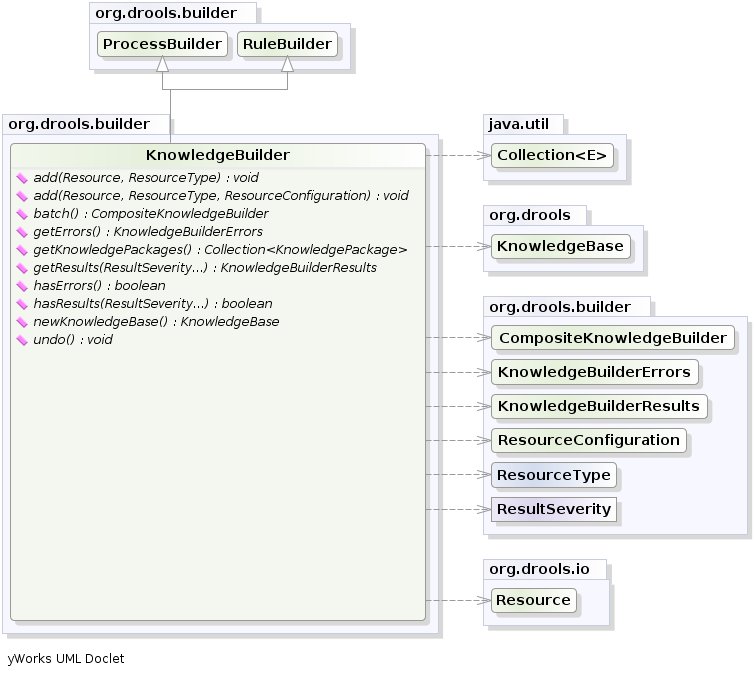 org.drools.builder
ProcessBuilder
RuleBuilder
org.drools.builder
KnowledgeBuilder
add(Resource, ResourceType) : void
add(Resource, ResourceType, ResourceConfiguration) : void
batch() : CompositeKnowledgeBuilder
getErrors() : KnowledgeBuilderErrors
getKnowledgePackages() : Collection<KnowledgePackage>
getResults(ResultSeverity...) : KnowledgeBuilderResults
hasErrors() : boolean
hasResults(ResultSeverity...) : boolean
newKnowledgeBase() : KnowledgeBase
undo() : void
java.util
Collection<E>
org.drools
KnowledgeBase
org.drools.builder
CompositeKnowledgeBuilder
KnowledgeBuilderErrors
KnowledgeBuilderResults
ResourceConfiguration
ResourceType
ResultSeverity
org.drools.io
Resource
yWorks UML Doclet